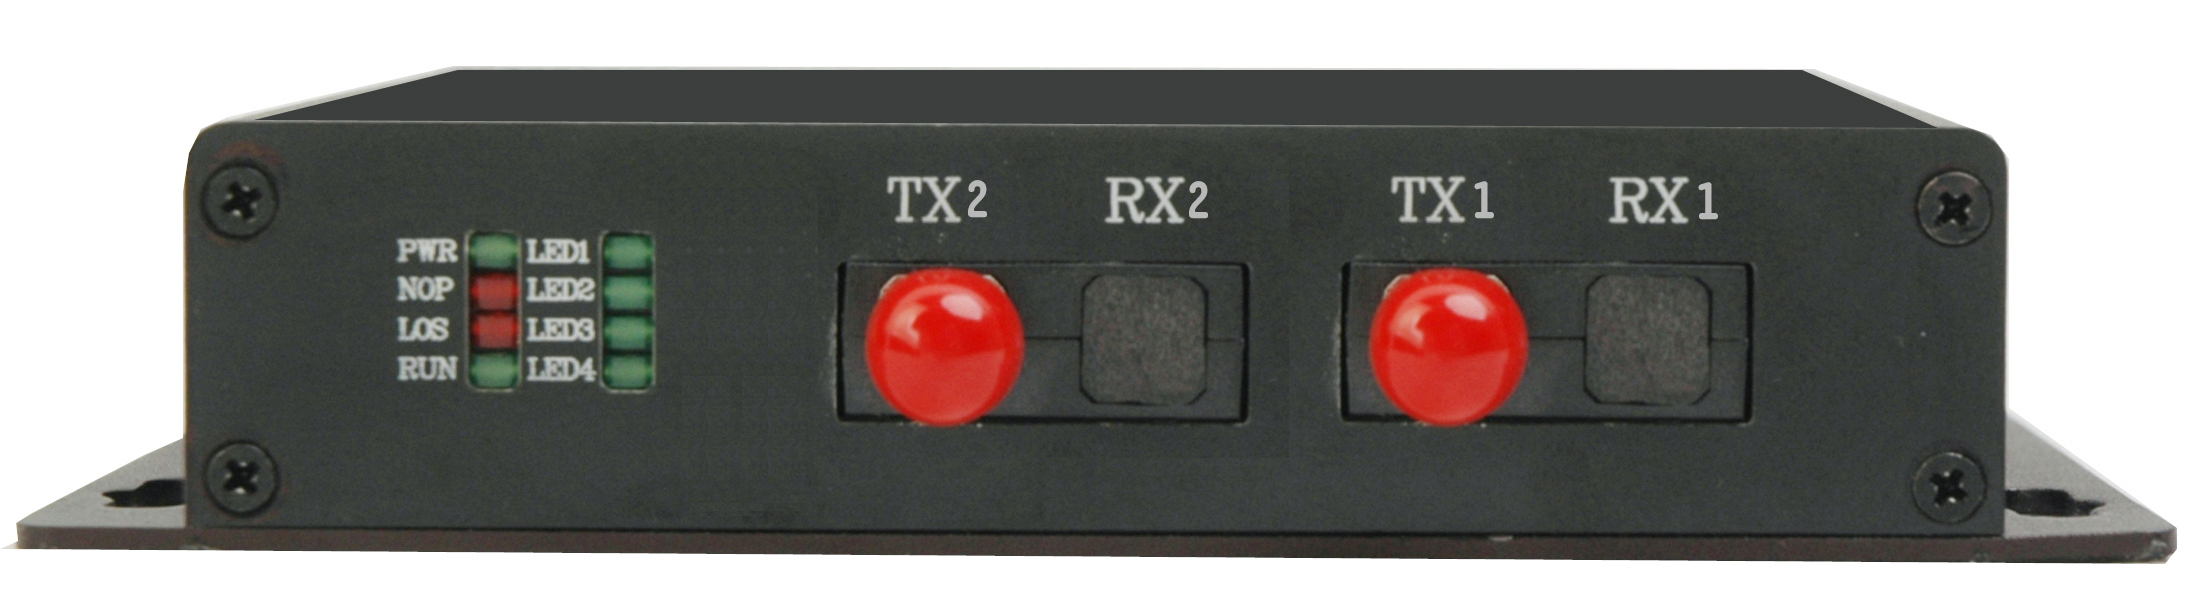 TX2 RX2 TX1 RX1
PWR LED1
NOP LED2
LOS LED3
RUN LED4